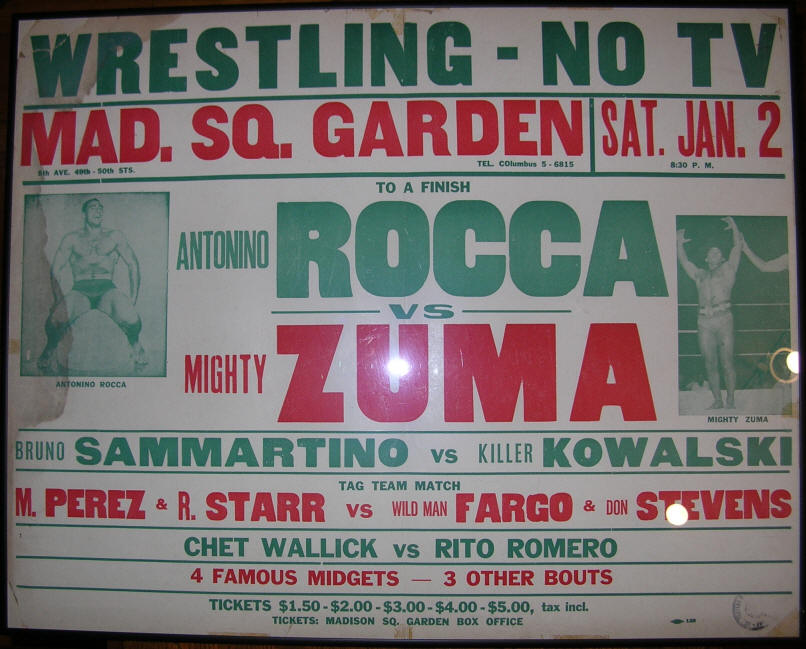 WRESTLING - NO TV
MAD. SQ. GARDEN
SAT. JAN. 2
8th AVE. 49th - 50th STS.
TEL. COlumbus 5 - 6815
8:30 P. M.
TO A FINISH
ANTONINO ROCCA
VS
MIGHTY ZUMA
ANTONINO ROCCA
MIGHTY ZUMA
BRUNO SAMMARTINO VS KILLER KOWALSKI
TAG TEAM MATCH
M. PEREZ & R. STARR VS WILD MAN FARGO & DON STEVENS
CHET WALLICK VS RITO ROMERO
4 FAMOUS MIDGETS — 3 OTHER BOUTS
TICKETS $1.50 - $2.00 - $3.00 - $4.00 - $5.00, tax incl.
TICKETS: MADISON SQ. GARDEN BOX OFFICE